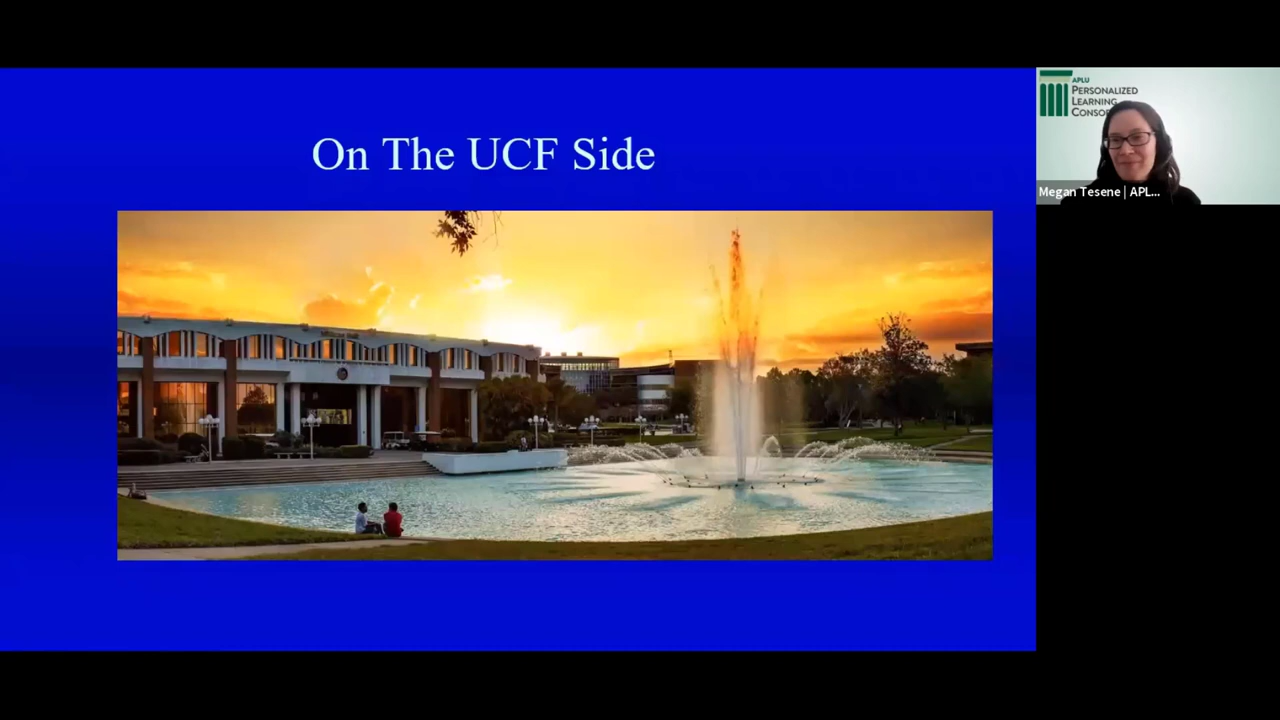 On The UCF Side
APLU
PERSONALIZED
LEARNING
CONSO
Megan Tesene | APL...